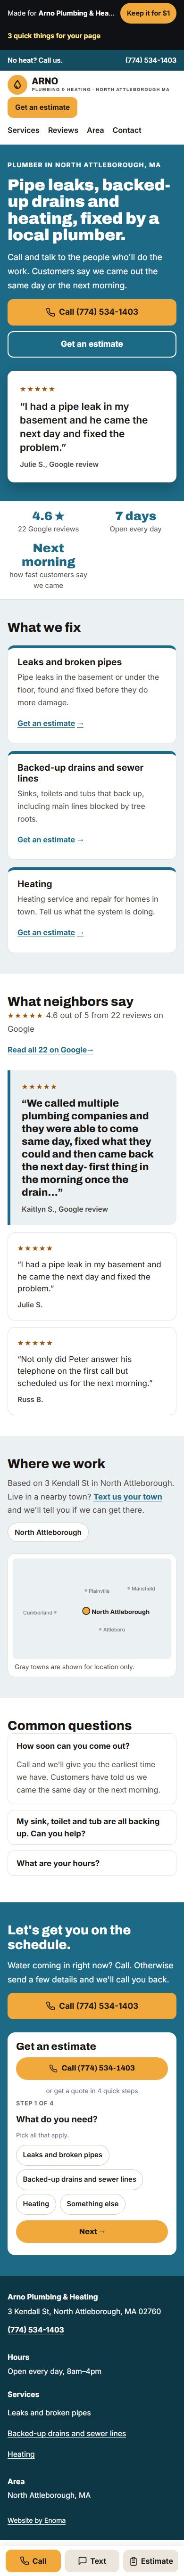 Made for Arno Plumbing & Hea...
Keep it for $1
3 quick things for your page
No heat? Call us.
(774) 534-1403
ARNO
PLUMBING & HEATING · NORTH ATTLEBOROUGH MA
Get an estimate
Services Reviews Area Contact
PLUMBER IN NORTH ATTLEBOROUGH, MA
Pipe leaks, backed-
up drains and
heating, fixed by a
local plumber.
Call and talk to the people who'll do the
work. Customers say we came out the
same day or the next morning.
Call (774) 534-1403
Get an estimate
★★★★★
“I had a pipe leak in my
basement and he came the
next day and fixed the
problem.”
Julie S., Google review
4.6 ★
22 Google reviews
7 days
Open every day
Next
morning
how fast customers say
we came
What we fix
Leaks and broken pipes
Pipe leaks in the basement or under the
floor, found and fixed before they do
more damage.
Get an estimate →
Backed-up drains and sewer
lines
Sinks, toilets and tubs that back up,
including main lines blocked by tree
roots.
Get an estimate →
Heating
Heating service and repair for homes in
town. Tell us what the system is doing.
Get an estimate →
What neighbors say
★★★★★ 4.6 out of 5 from 22 reviews on
Google
Read all 22 on Google→
★★★★★
“We called multiple
plumbing companies and
they were able to come
same day, fixed what they
could and then came back
the next day- first thing in
the morning once the
drain...”
Kaitlyn S., Google review
★★★★★
“I had a pipe leak in my basement and
he came the next day and fixed the
problem.”
Julie S.
★★★★★
“Not only did Peter answer his
telephone on the first call but
scheduled us for the next morning.”
Russ B.
Where we work
Based on 3 Kendall St in North Attleborough.
Live in a nearby town? Text us your town
and we'll tell you if we can get there.
North Attleborough
Plainville
Mansfield
Cumberland
North Attleborough
Attleboro
Gray towns are shown for location only.
Common questions
How soon can you come out?
Call and we'll give you the earliest time
we have. Customers have told us we
came the same day or the next morning.
My sink, toilet and tub are all backing
up. Can you help?
What are your hours?
Let's get you on the
schedule.
Water coming in right now? Call. Otherwise
send a few details and we'll call you back.
Call (774) 534-1403
Get an estimate
Call (774) 534-1403
or get a quote in 4 quick steps
STEP 1 OF 4
What do you need?
Pick all that apply.
Leaks and broken pipes
Backed-up drains and sewer lines
Heating
Something else
Next →
Arno Plumbing & Heating
3 Kendall St, North Attleborough, MA 02760
(774) 534-1403
Hours
Open every day, 8am–4pm
Services
Leaks and broken pipes
Backed-up drains and sewer lines
Heating
Area
North Attleborough, MA
Website by Enoma
Call
Text
Estimate